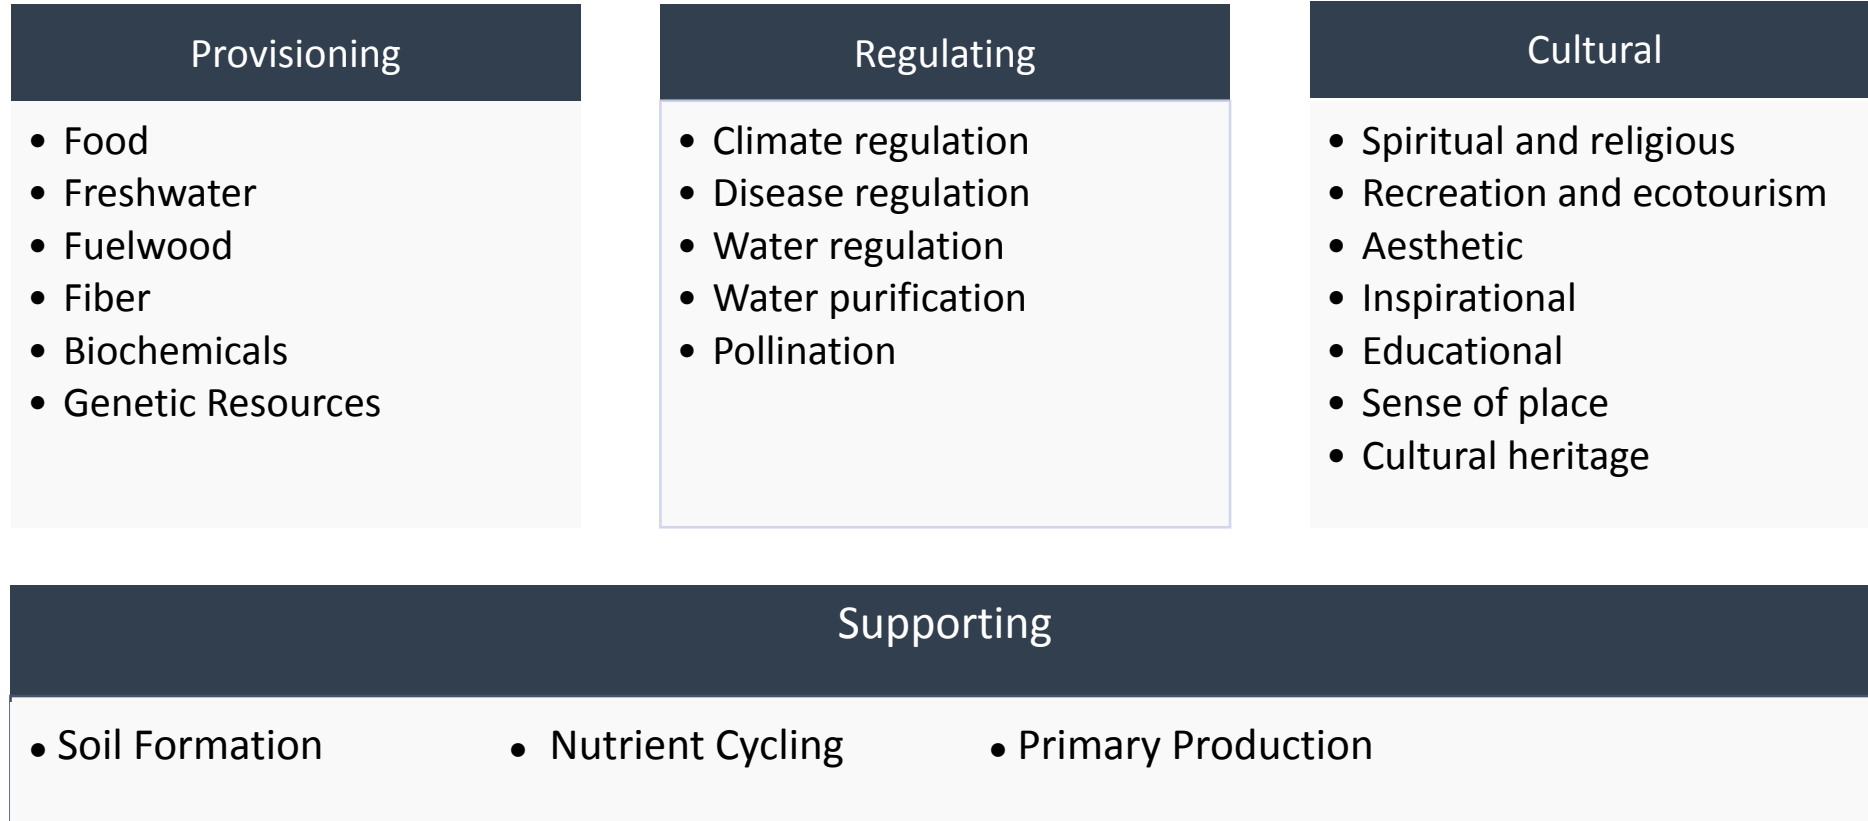 Provisioning
• Food
• Freshwater
• Fuelwood
• Fiber
• Biochemicals
• Genetic Resources
Regulating
• Climate regulation
• Disease regulation
• Water regulation
• Water purification
• Pollination
Cultural
• Spiritual and religious
• Recreation and ecotourism
• Aesthetic
• Inspirational
• Educational
• Sense of place
• Cultural heritage
Supporting
• Soil Formation • Nutrient Cycling • Primary Production